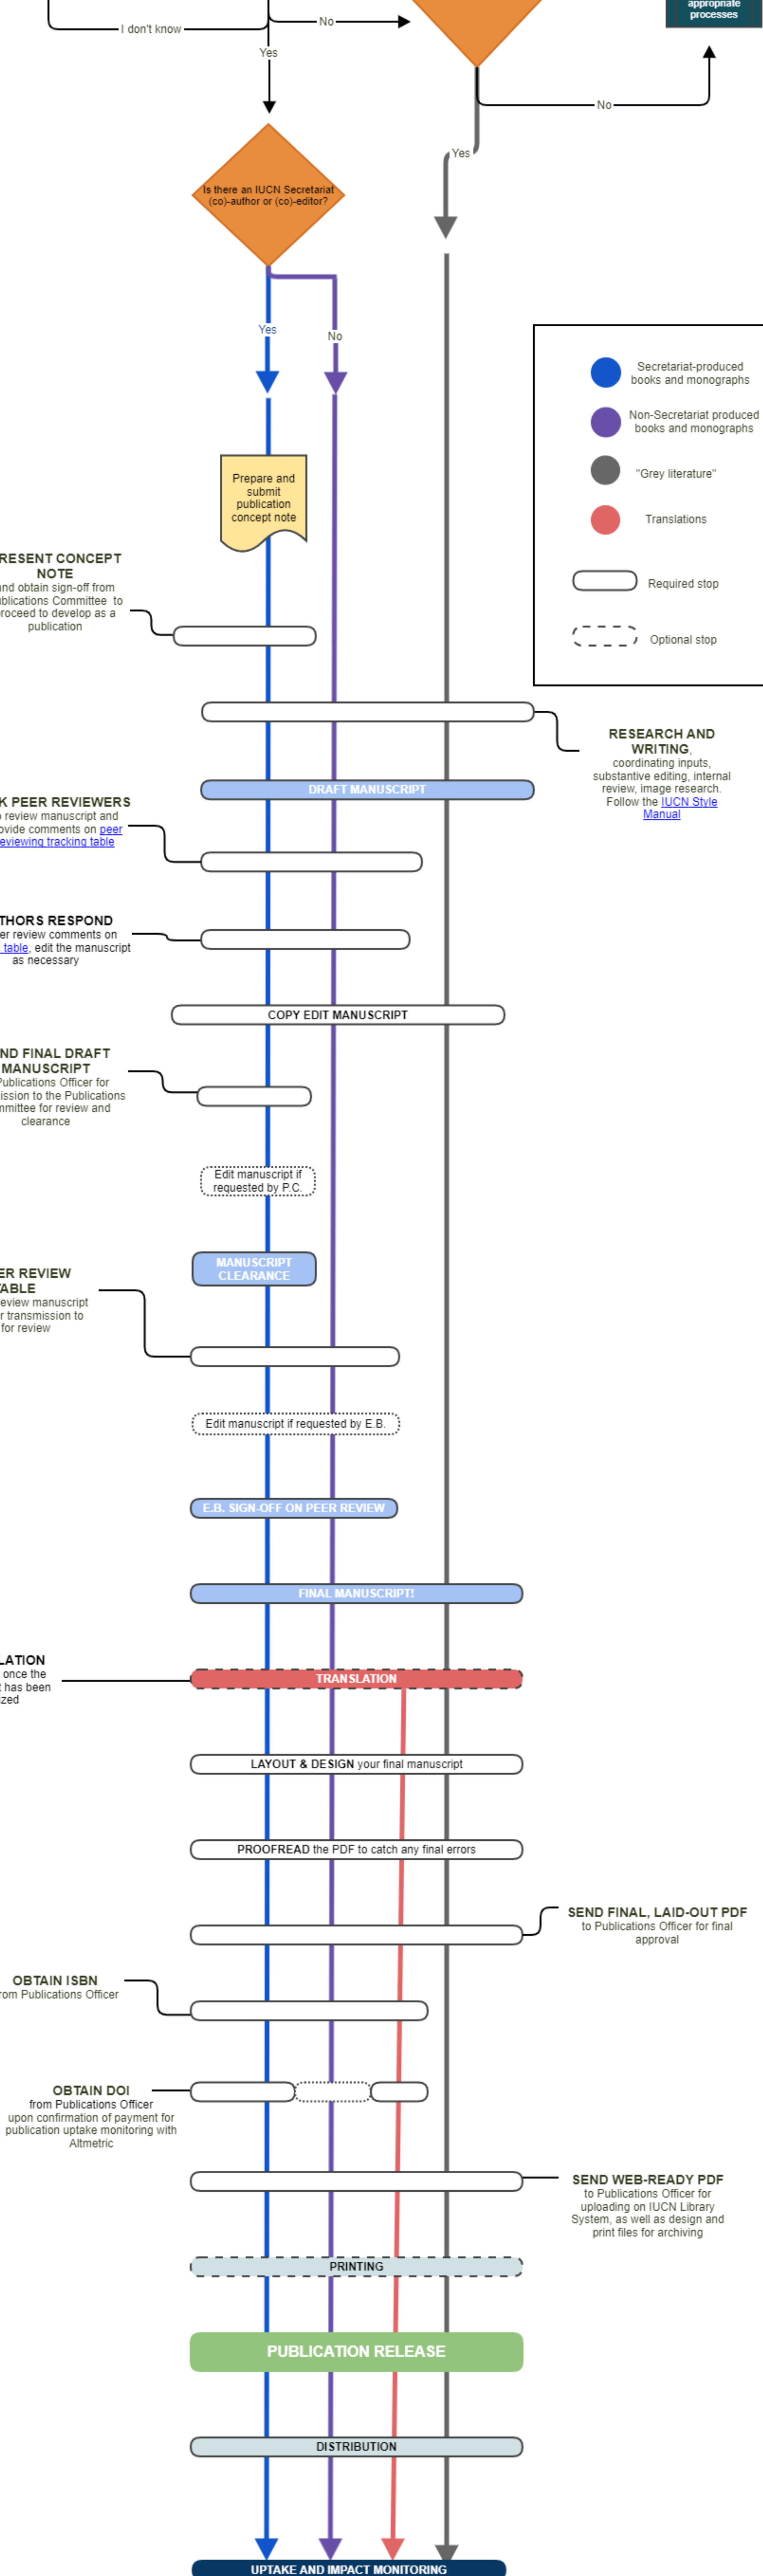 appropriate
processes
No
I don't know
Yes
No
Yes
Is there an IUCN Secretariat
(co)-author or (co)-editor?
Yes
No
Secretariat-produced
books and monographs
Non-Secretariat produced
books and monographs
"Grey literature"
Translations
Required stop
Optional stop
Prepare and
submit
publication
concept note
RESENT CONCEPT
NOTE
nd obtain sign-off from
ublications Committee to
roceed to develop as a
publication
RESEARCH AND
WRITING,
coordinating inputs,
substantive editing, internal
review, image research.
Follow the IUCN Style
Manual
DRAFT MANUSCRIPT
K PEER REVIEWERS
o review manuscript and
ovide comments on peer
eviewing tracking table
THORS RESPOND
er review comments on
table, edit the manuscript
as necessary
COPY EDIT MANUSCRIPT
ND FINAL DRAFT
MANUSCRIPT
Publications Officer for
ission to the Publications
mmittee for review and
clearance
Edit manuscript if
requested by P.C.
MANUSCRIPT
CLEARANCE
ER REVIEW
TABLE
eview manuscript
r transmission to
for review
Edit manuscript if requested by E.B.
E.B. SIGN-OFF ON PEER REVIEW
FINAL MANUSCRIPT!
LATION
once the
t has been
ized
TRANSLATION
LAYOUT & DESIGN your final manuscript
PROOFREAD the PDF to catch any final errors
SEND FINAL, LAID-OUT PDF
to Publications Officer for final
approval
OBTAIN ISBN
rom Publications Officer
OBTAIN DOI
from Publications Officer
upon confirmation of payment for
publication uptake monitoring with
Altmetric
SEND WEB-READY PDF
to Publications Officer for
uploading on IUCN Library
System, as well as design and
print files for archiving
PRINTING
PUBLICATION RELEASE
DISTRIBUTION
UPTAKE AND IMPACT MONITORING